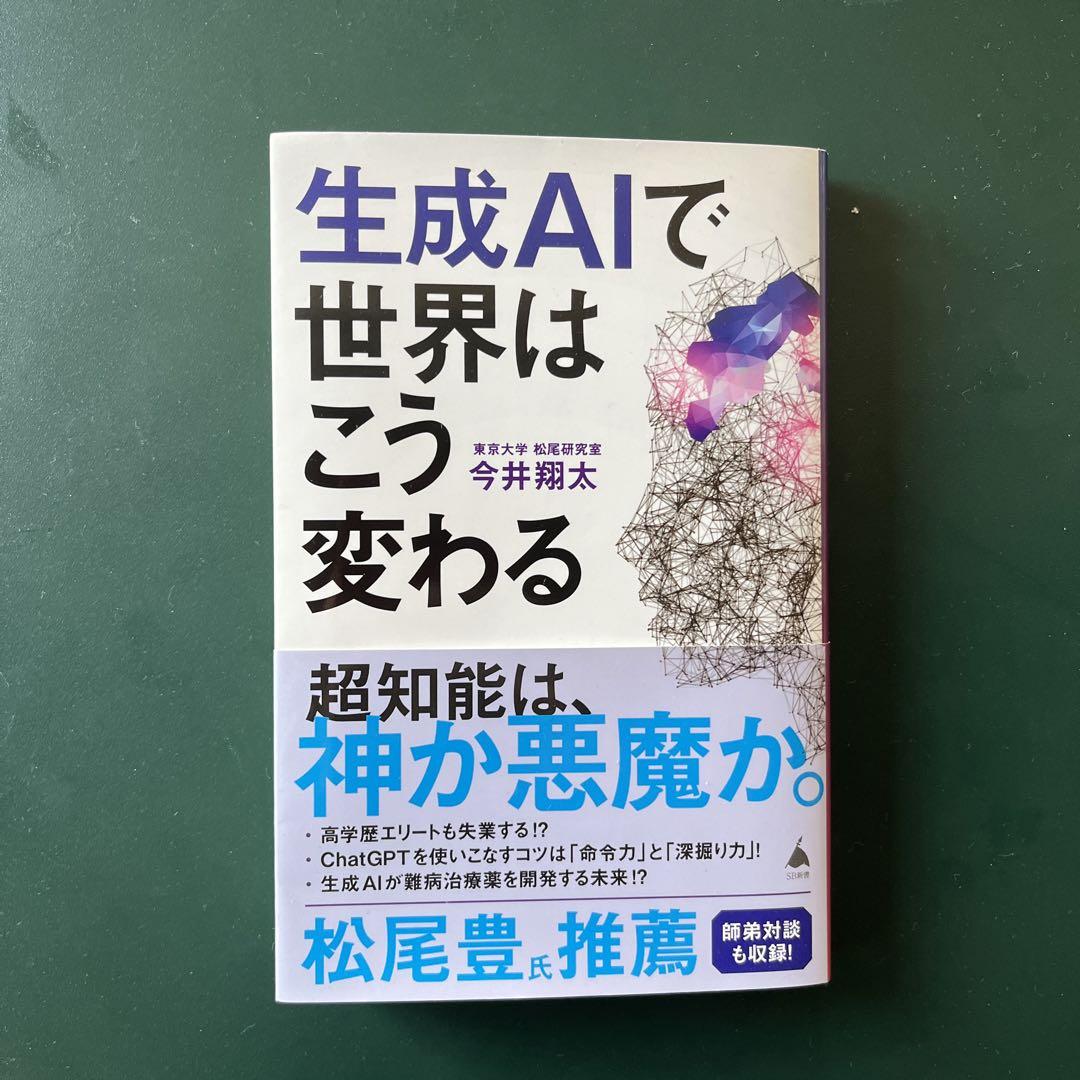 生成AIで
世界は
こう
変わる
東京大学 松尾研究室
今井翔太
超知能は、
神か悪魔か。
・高学歴エリートも失業する!?
・ChatGPTを使いこなすコツは「命令力」と「深掘り力」!
・生成AIが難病治療薬を開発する未来!?
SB新書
松尾豊氏推薦
師弟対談
も収録!